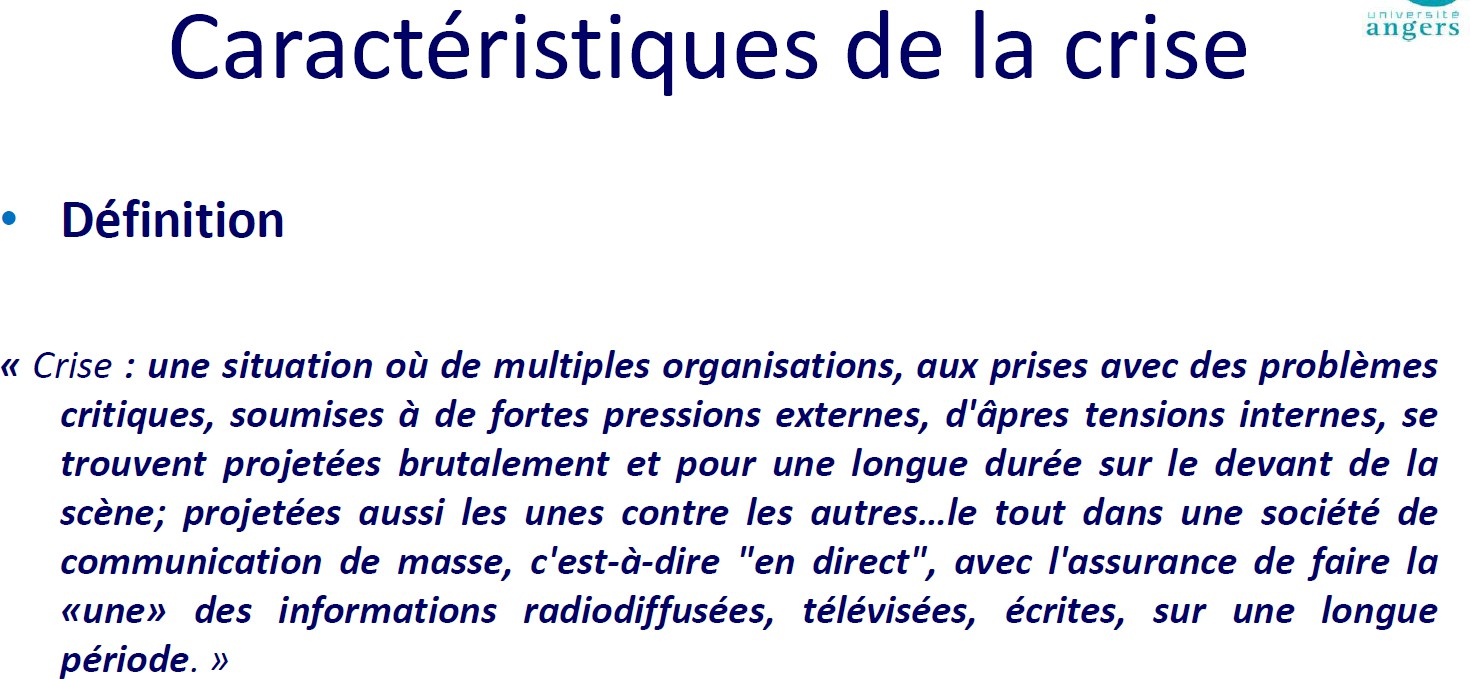 Caractéristiques de la crise
université
angers
• Définition
« Crise : une situation où de multiples organisations, aux prises avec des problèmes
critiques, soumises à de fortes pressions externes, d'âpres tensions internes, se
trouvent projetées brutalement et pour une longue durée sur le devant de la
scène; projetées aussi les unes contre les autres...le tout dans une société de
communication de masse, c'est-à-dire "en direct", avec l'assurance de faire la
«une» des informations radiodiffusées, télévisées, écrites, sur une longue
période. »